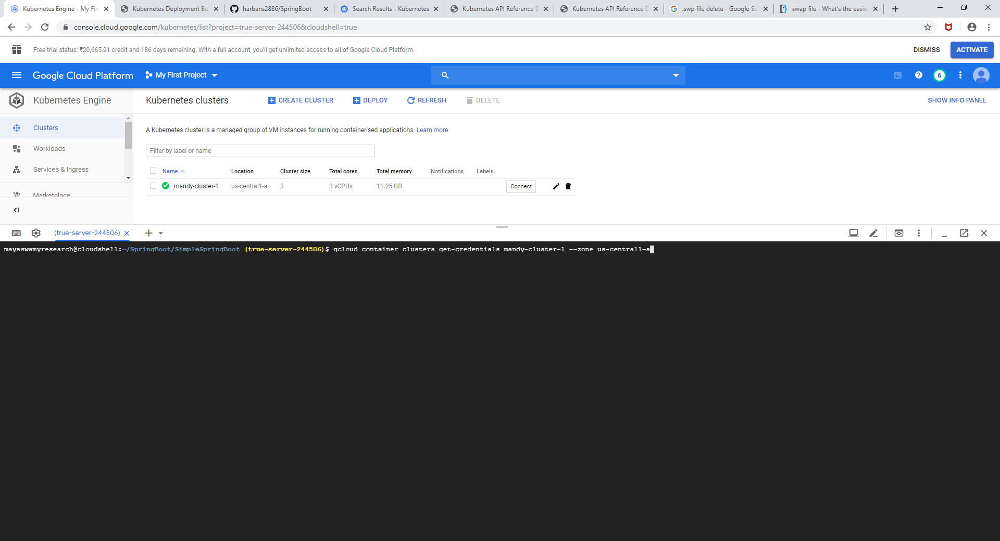 Kubernetes Engine - My Firs
Kubernetes Deployment Bu
harbans2886/SpringBoot
Search Results - Kubernetes
Kubernetes API Reference D
Kubernetes API Reference D
.swp file delete - Google Se
swap file - What's the easie
console.cloud.google.com/kubernetes/list?project=true-server-244506&cloudshell=true
Free trial status: ₹20,665.91 credit and 186 days remaining. With a full account, you'll get unlimited access to all of Google Cloud Platform.
DISMISS
ACTIVATE
Google Cloud Platform
My First Project
6
Kubernetes Engine
Kubernetes clusters
CREATE CLUSTER
DEPLOY
REFRESH
DELETE
SHOW INFO PANEL
Clusters
Workloads
Services & Ingress
Marketplace
A Kubernetes cluster is a managed group of VM instances for running containerised applications. Learn more
Filter by label or name
Name Location Cluster size Total cores Total memory Notifications Labels
mandy-cluster-1 us-central1-a 3 3 vCPUs 11.25 GB Connect
(true-server-244506)
mayaswamyresearch@cloudshell:~/SpringBoot/SimpleSpringBoot (true-server-244506)$ gcloud container clusters get-credentials mandy-cluster-1 --zone us-central1-a